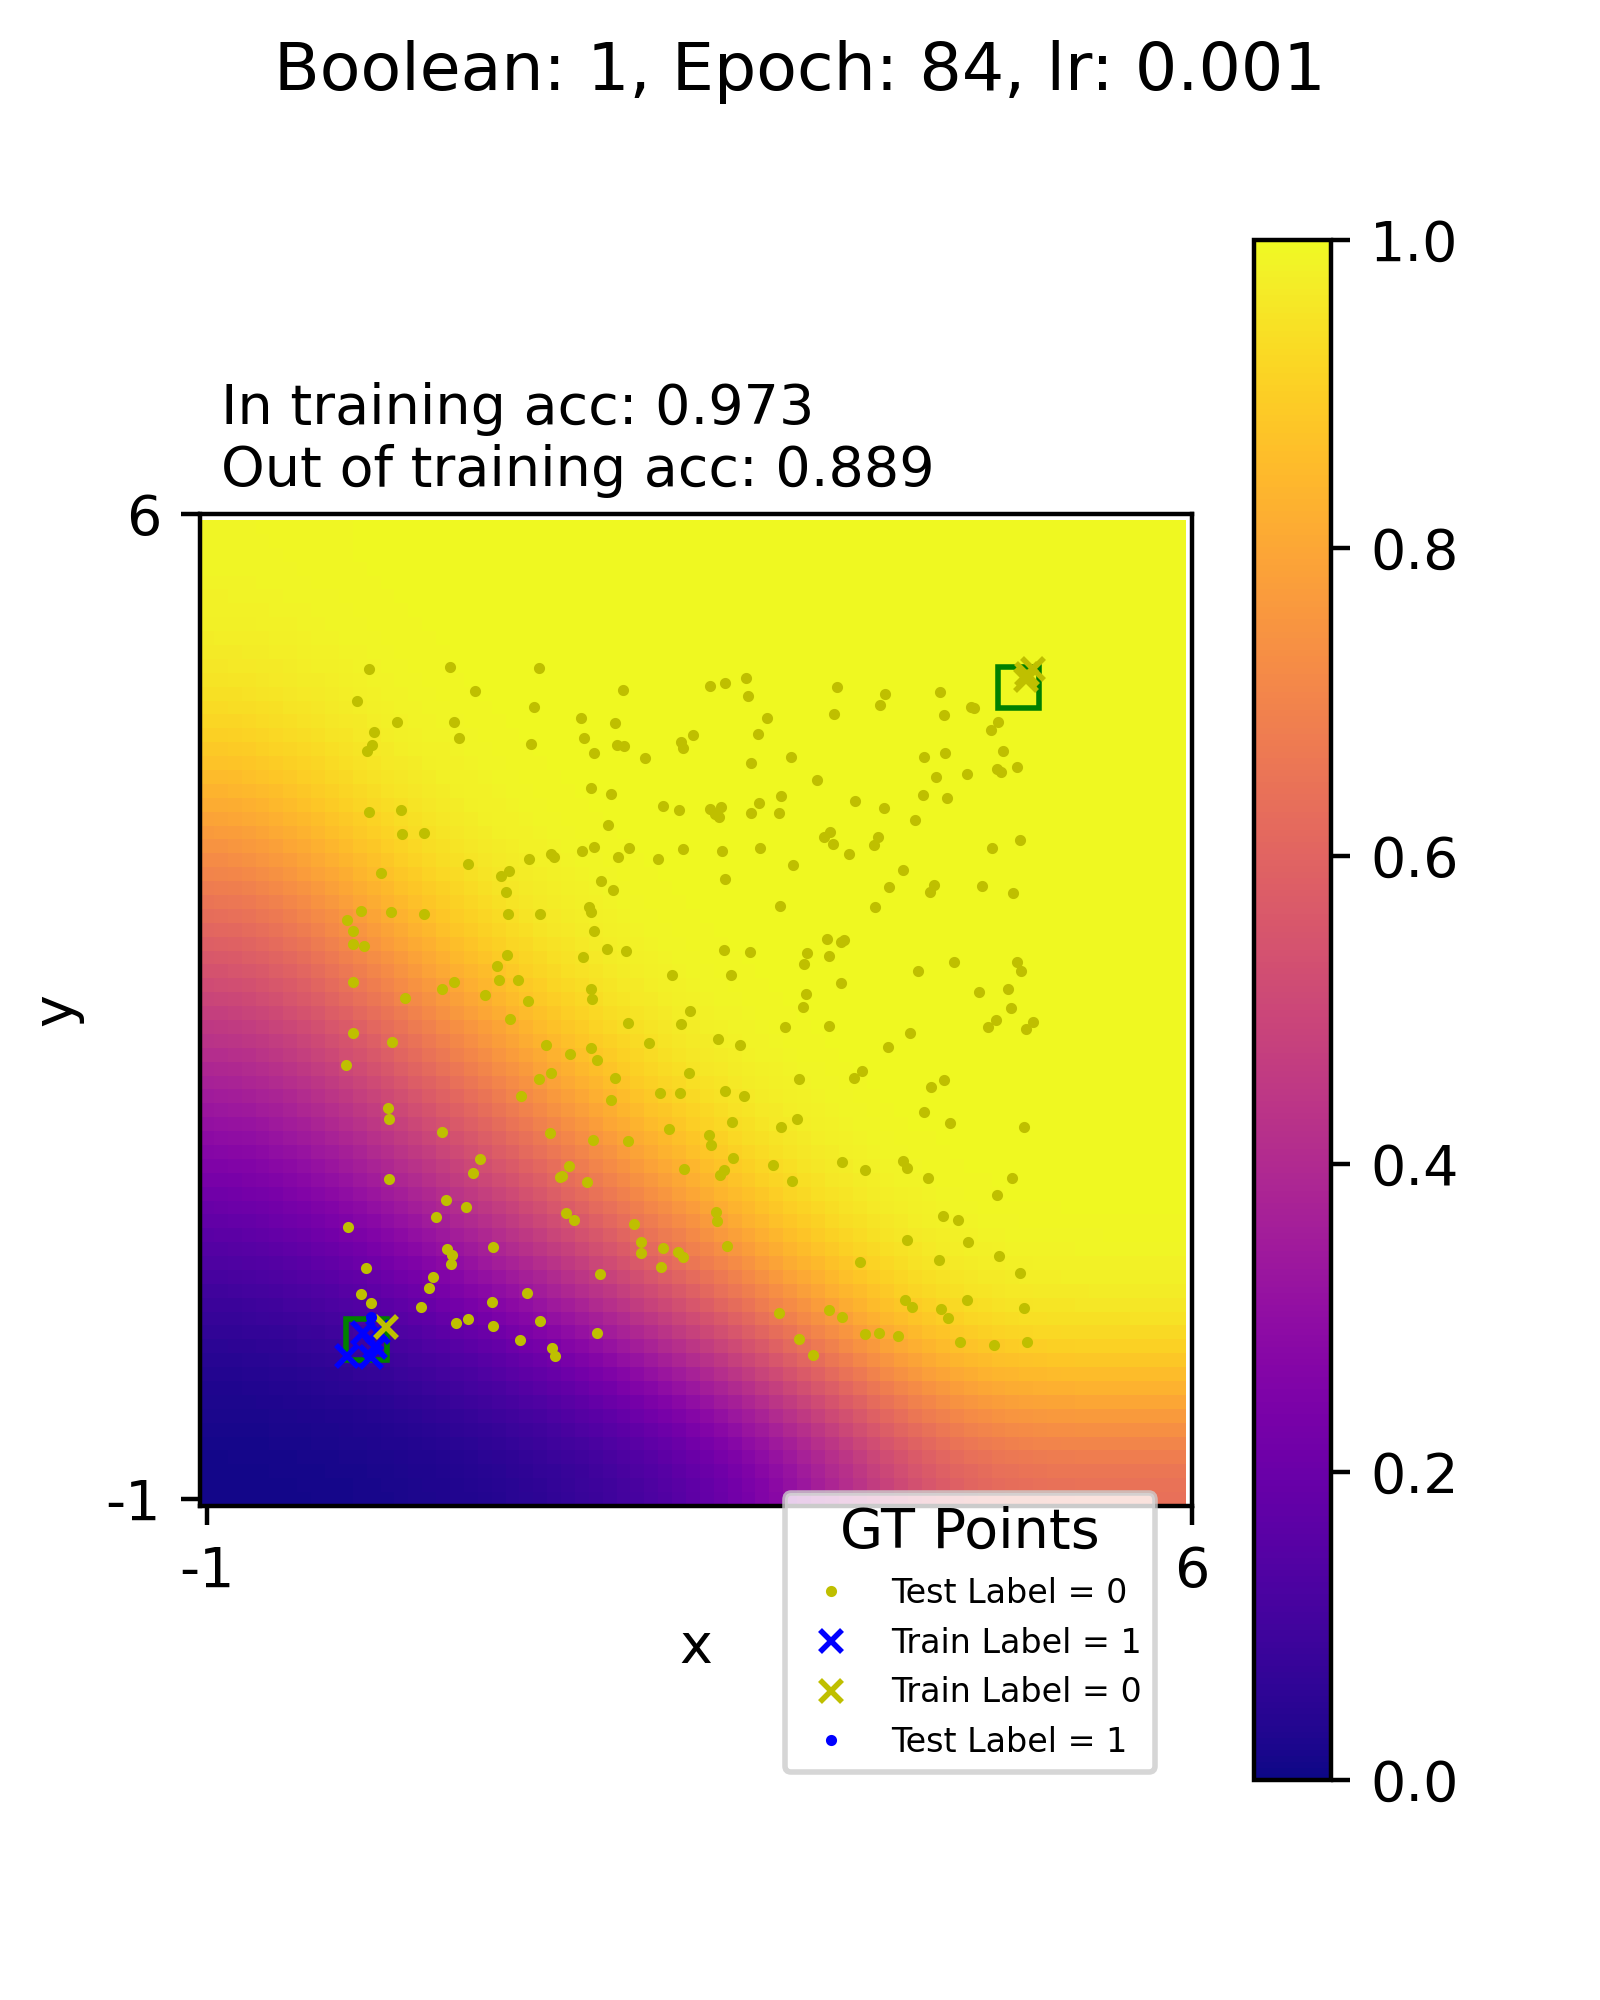 Boolean: 1, Epoch: 84, lr: 0.001
In training acc: 0.973
Out of training acc: 0.889
6
y
-1
-1
6
x
GT Points
Test Label = 0
Train Label = 1
Train Label = 0
Test Label = 1
1.0
0.8
0.6
0.4
0.2
0.0